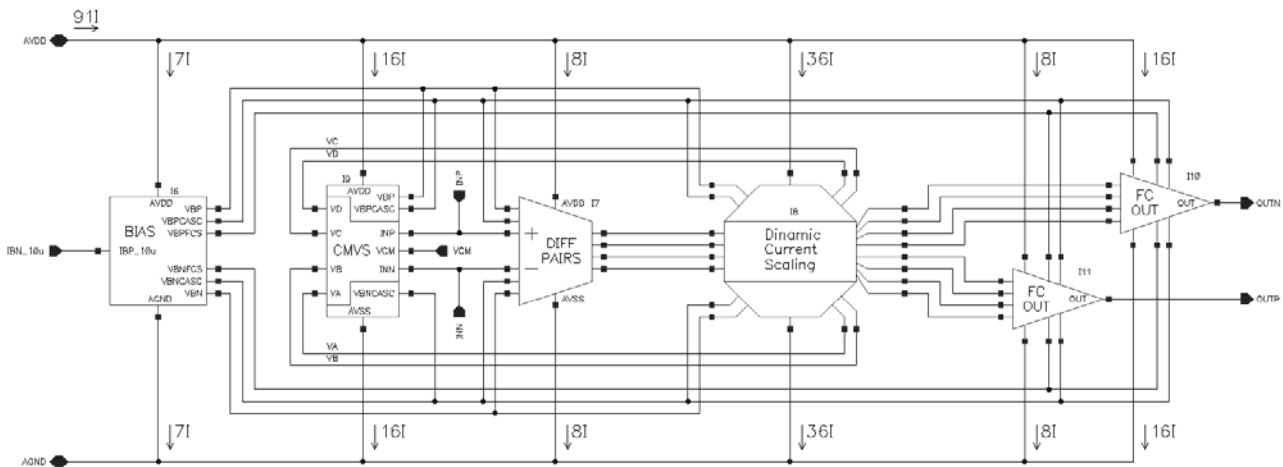 91I
AVDD
7I 16I 8I 36I 8I 16I
VC
VD
I6
AVDD
BIAS
VBP
VBPCASC
VBPFCS
IBN_10u
IBP_10u
VBNFCS
VBNCASC
VBN
AGND
I9
AVDD
VBP
VD
VBPCASC
VC
INP
CMVS
VCM
VB
INN
VA
VBNCASC
AVSS
INP
VCM
INN
AVDD I7
+
DIFF
PAIRS
−
AVSS
I8
Dinamic
Current
Scaling
I10
FC
OUT
OUT
OUTN
I11
FC
OUT
OUT
OUTP
VA
VB
7I 16I 8I 36I 8I 16I
AGND